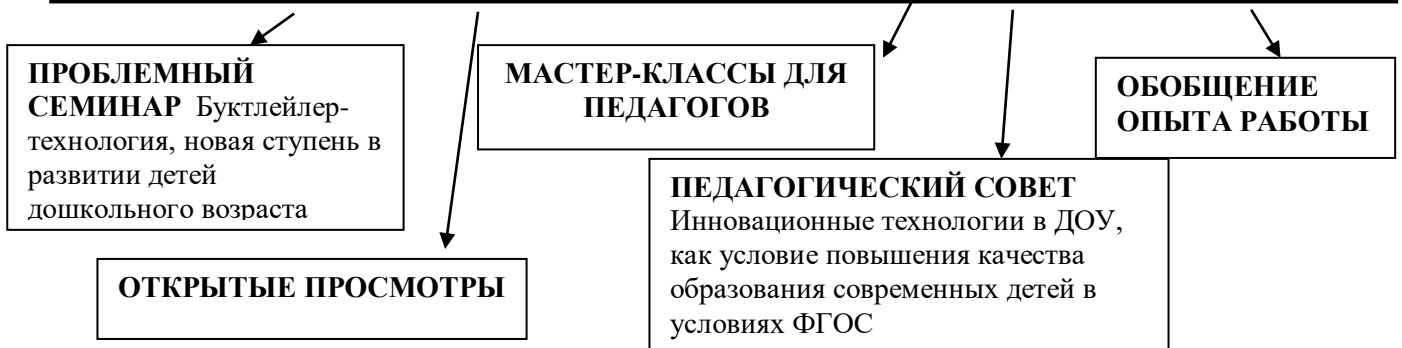 ПРОБЛЕМНЫЙ
СЕМИНАР Буктлейлер-
технология, новая ступень в
развитии детей
дошкольного возраста
МАСТЕР-КЛАССЫ ДЛЯ
ПЕДАГОГОВ
ОБОБЩЕНИЕ
ОПЫТА РАБОТЫ
ОТКРЫТЫЕ ПРОСМОТРЫ
ПЕДАГОГИЧЕСКИЙ СОВЕТ
Инновационные технологии в ДОУ,
как условие повышения качества
образования современных детей в
условиях ФГОС